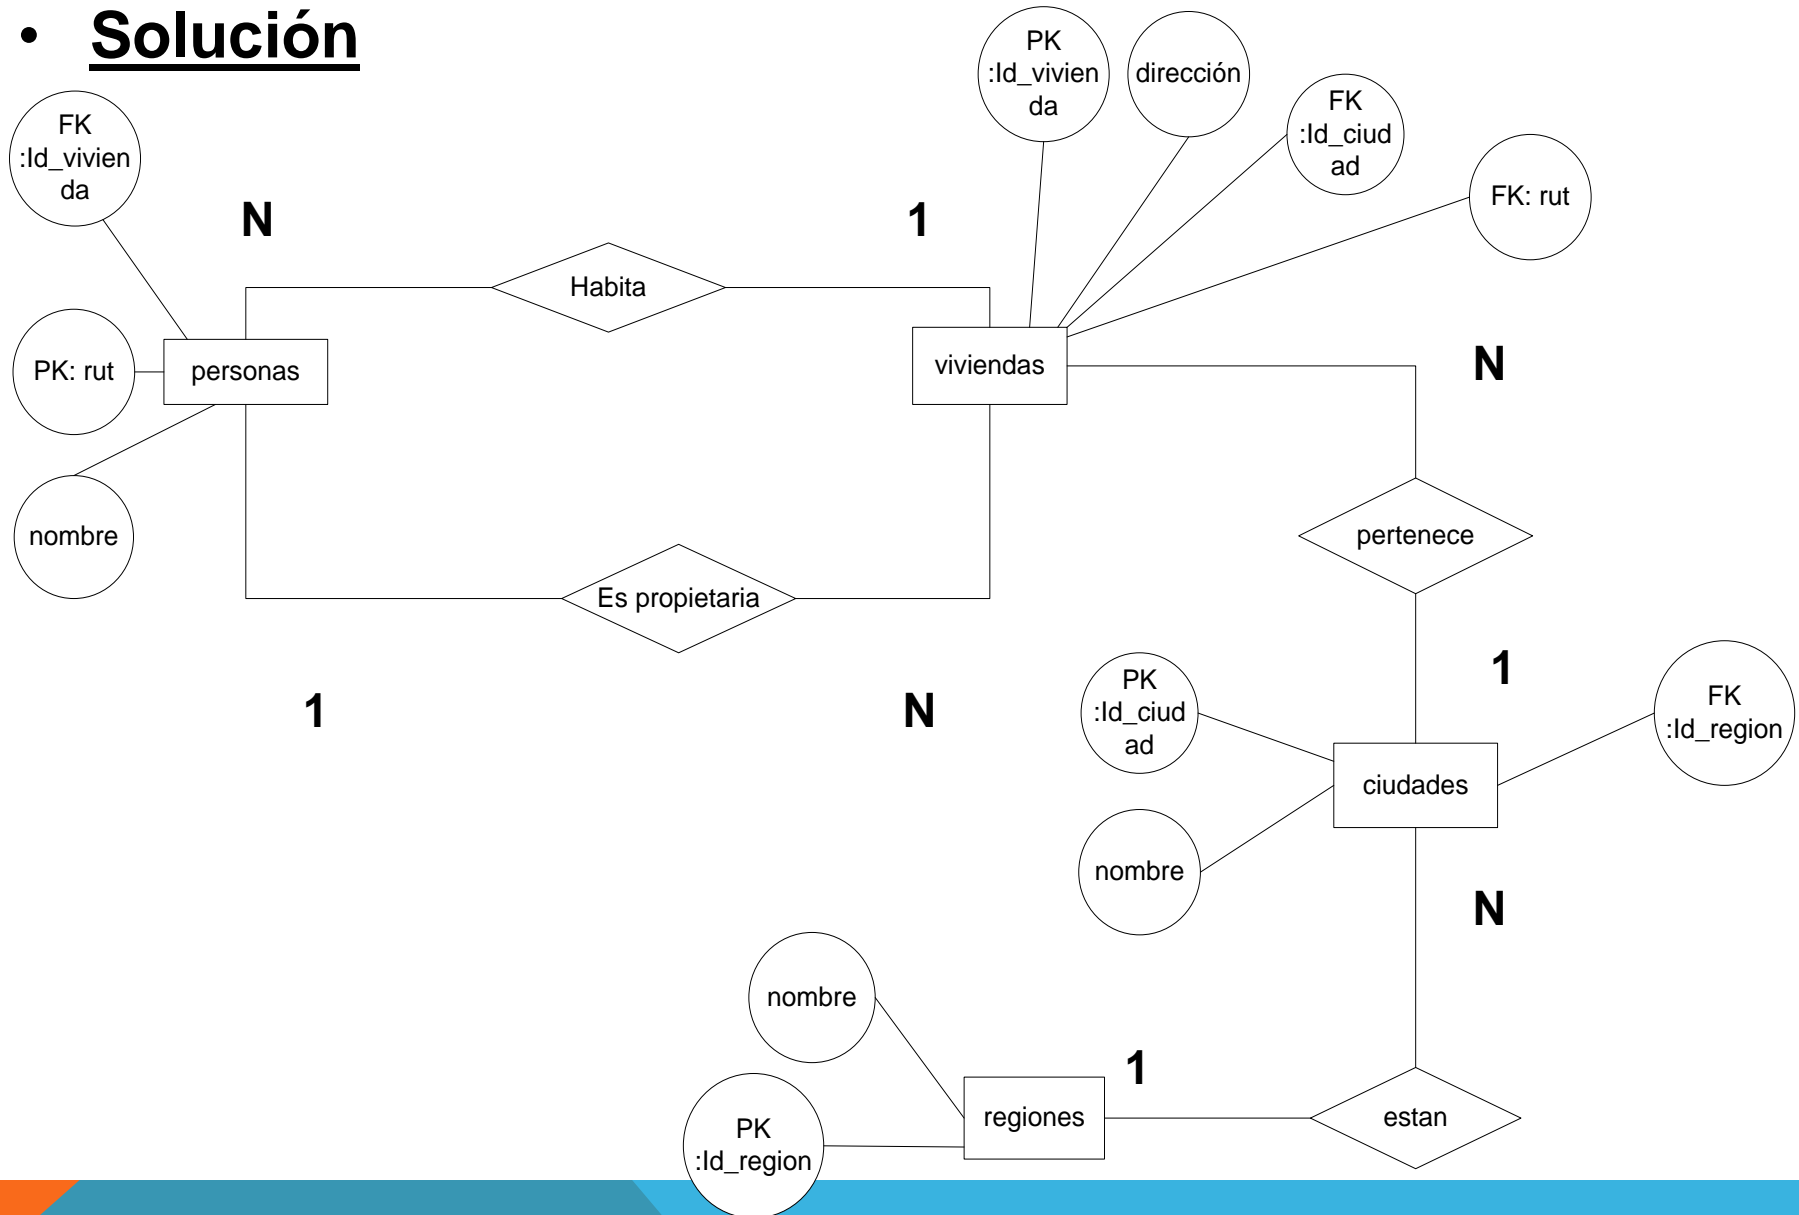 • Solución
PK
:Id_vivien
da
dirección
FK
:Id_ciud
ad
FK: rut
FK
:Id_vivien
da
N
1
Habita
PK: rut
personas
viviendas
N
nombre
pertenece
Es propietaria
1
N
1
PK
:Id_ciud
ad
FK
:Id_region
ciudades
nombre
N
nombre
1
regiones
estan
PK
:Id_region